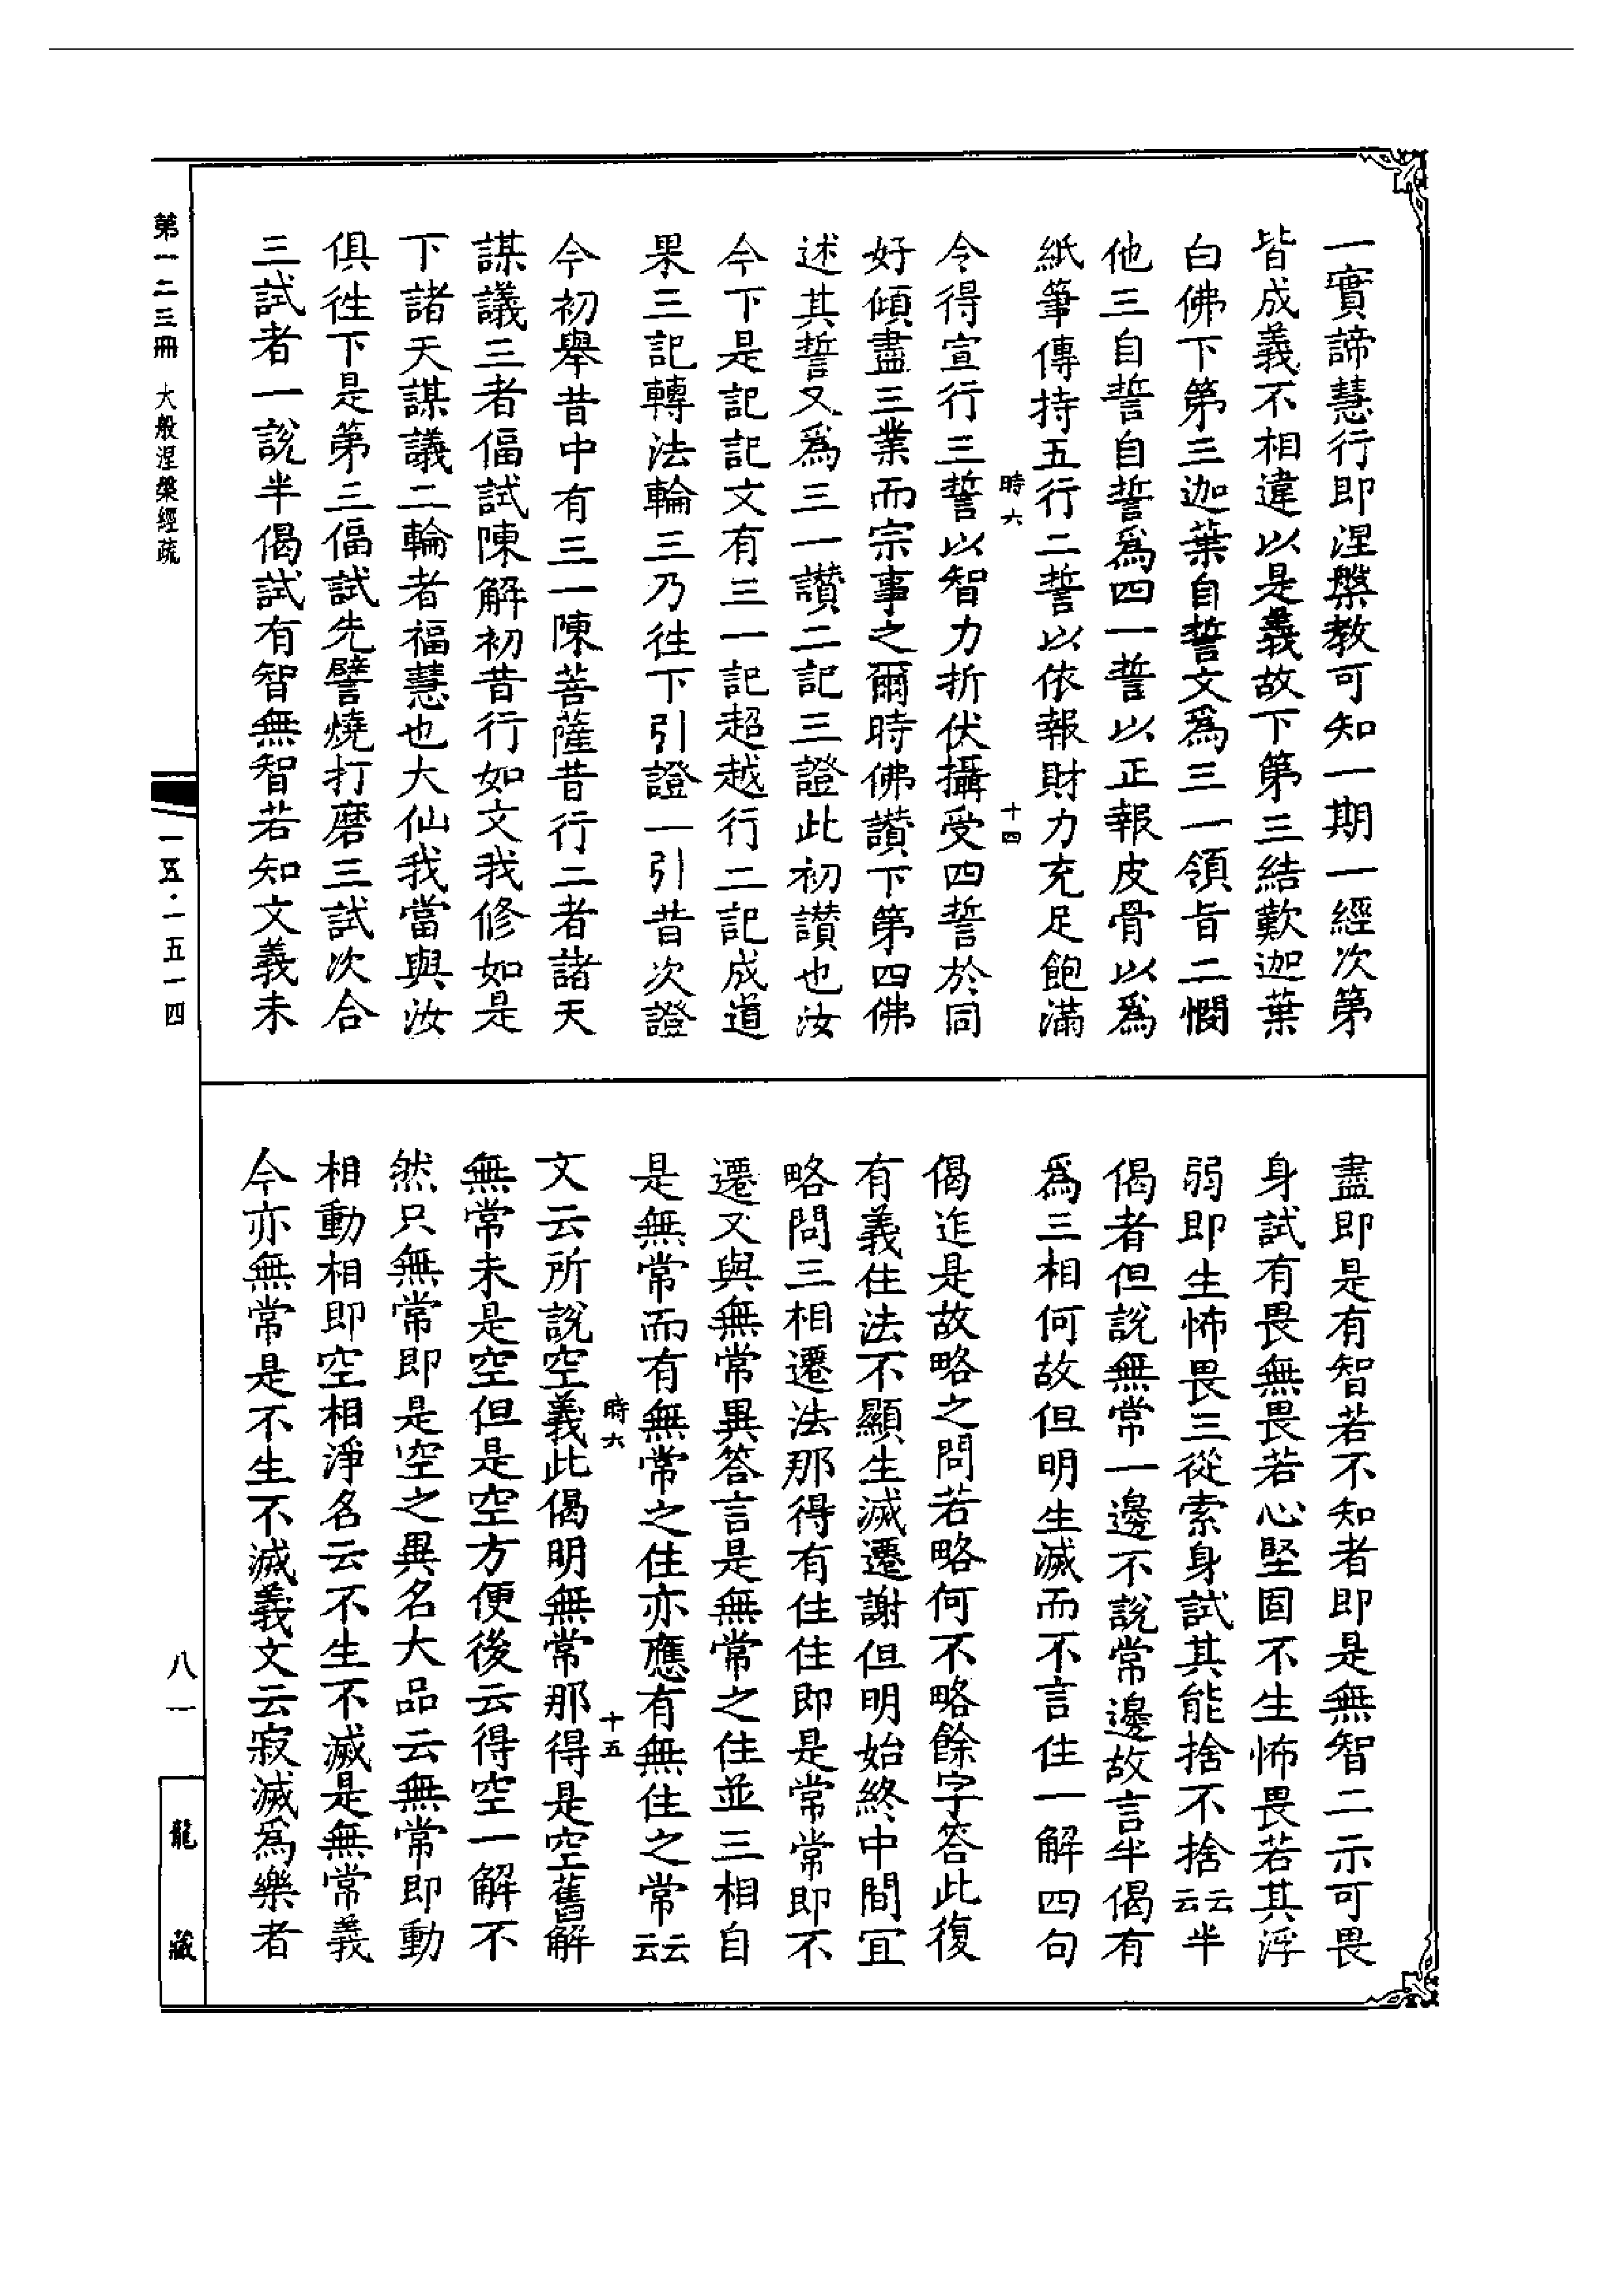 一實諦慧行即涅槃教可知一期一經次第
皆成義不相違以是義故下第三結歎迦葉
白佛下第三迦葉自誓文爲三一領旨二憫
他三自誓自誓爲四一誓以正報皮骨以爲
紙筆傳持五行二誓以依報財力充足飽滿
時六 十四
令得宣行三誓以智力折伏攝受四誓於同
好傾盡三業而宗事之爾時佛讚下第四佛
述其誓又爲三一讚二記三證此初讚也汝
今下是記記文有三一記超越行二記成道
果三記轉法輪三乃徃下引證一引昔次證
今初舉昔中有三一陳菩薩昔行二者諸天
謀議三者偪試陳解初昔行如文我修如是
下諸天謀議二輪者福慧也大仙我當與汝
俱徃下是第三偪試先譬燒打磨三試次合
三試者一說半偈試有智無智若知文義未
盡即是有智若不知者即是無智二示可畏
身試有畏無畏若心堅固不生怖畏若其浮
弱即生怖畏三從索身試其能捨不捨云云半
偈者但說無常一邊不說常邊故言半偈有
爲三相何故但明生滅而不言住一解四句
偈迮是故略之問若略何不略餘字答此復
有義住法不顯生滅遷謝但明始終中間冝
略問三相遷法那得有住住即是常常即不
遷又與無常異答言是無常之住並三相自
是無常而有無常之住亦應有無住之常云云
時六 十五
文云所說空義此偈明無常那得是空舊解
無常未是空但是空方便後云得空一解不
然只無常即是空之異名大品云無常即動
相動相即空相淨名云不生不滅是無常義
今亦無常是不生不滅義文云寂滅爲樂者
第一二三冊 大般涅槃經疏
一五·一五一四
八一
龍藏